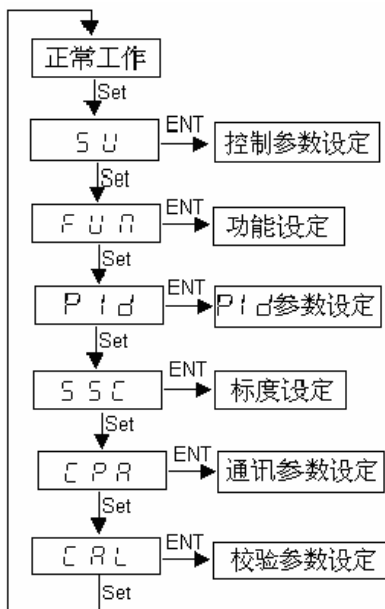 正常工作
Set
SU ENT 控制参数设定
Set
FUN ENT 功能设定
Set
PId ENT PId参数设定
Set
SSC ENT 标度设定
Set
CPA ENT 通讯参数设定
Set
CAL ENT 校验参数设定
Set